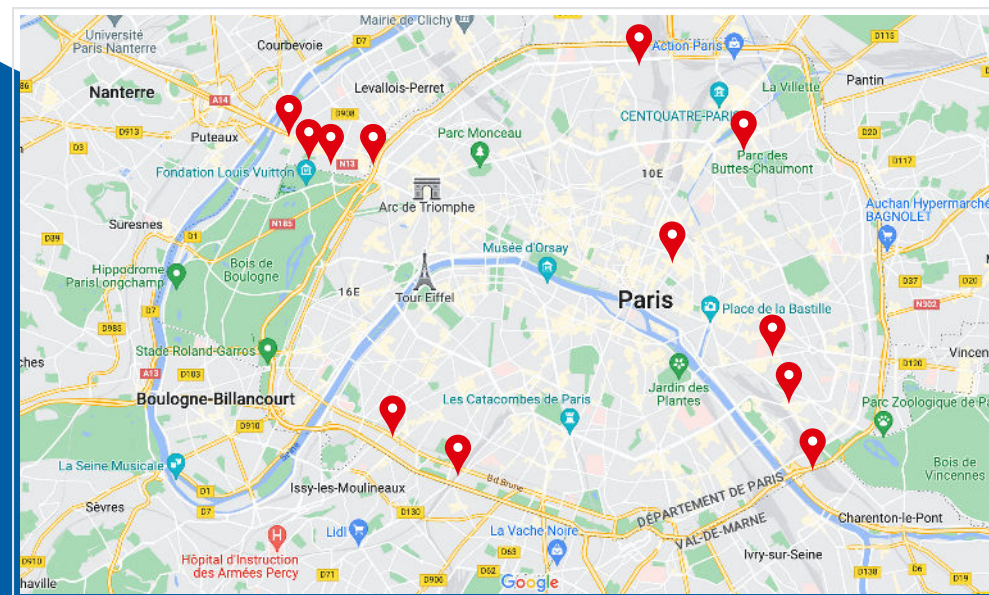 Mairie de Clichy
Université
Paris Nanterre
Courbevoie
D7
Action Paris
D115
86
Nanterre
A14
Levallois-Perret
D908
La Villette
Pantin
CENTQUATRE-PARIS
D913
Puteaux
D3
Parc Monceau
D20
N13
Fondation Louis Vuitton
Parc des
Buttes-Chaumont
D117
10E
Arc de Triomphe
Auchan Hypermarché
BAGNOLET
Suresnes
N185
D39
D1
Musée d'Orsay
Bois de
Boulogne
Hippodrome
ParisLongchamp
16E
Tour Eiffel
D37
D20
Paris
N302
D7
Place de la Bastille
D985
Stade Roland-Garros
Vincen
ches
A13
D103
D120
Jardin des
Plantes
Boulogne-Billancourt
Les Catacombes de Paris
Parc Zoologique de Pa
D910
Seine
La Seine Musicale
Bois de
Vincennes
Bd Brune
D1
Issy-les-Moulineaux
DÉPARTEMENT DE PARIS
VAL-DE-MARNE
Sèvres
D7
D130
Charenton-le-Pont
Lidl
La Vache Noire
Hôpital d'Instruction
des Armées Percy
D63
Ivry-sur-Seine
D910
D62
D71
D906
D138
D6
D19
haville
Google